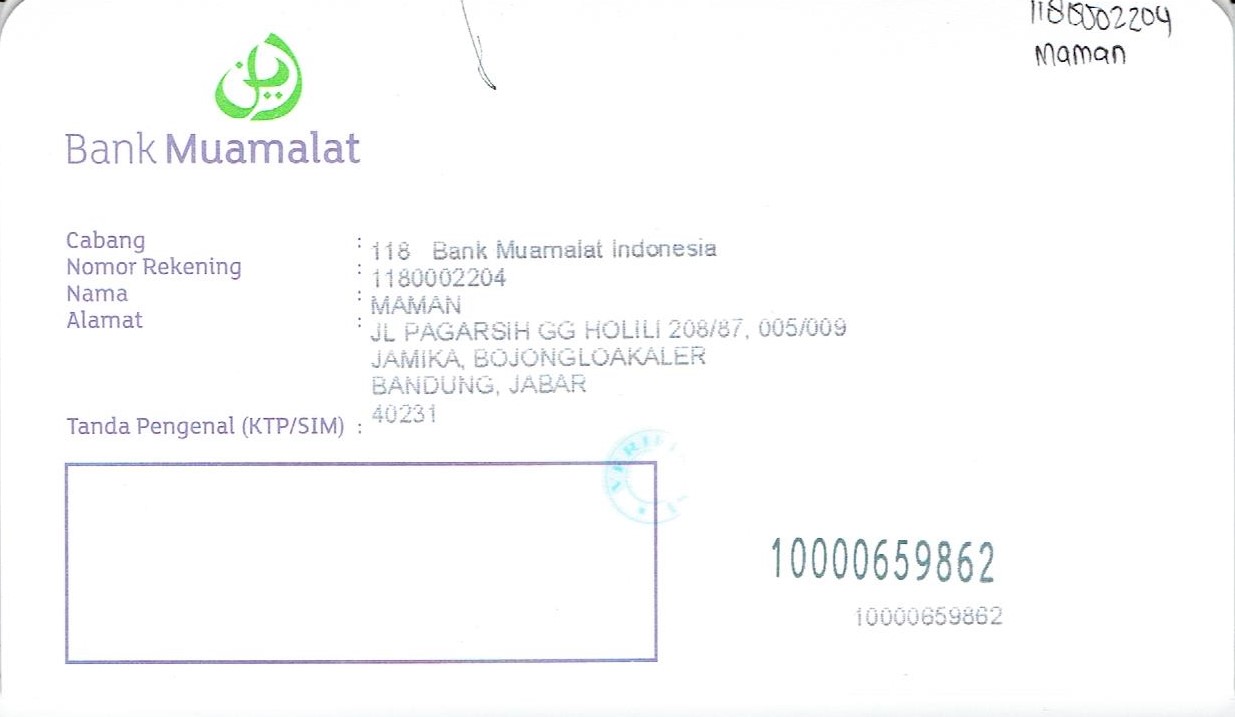 1180002204
Maman
Bank Muamalat
Cabang : 118 Bank Muamalat Indonesia
Nomor Rekening : 1180002204
Nama : MAMAN
Alamat : JL PAGARSIH GG HOLILI 208/87, 005/009
JAMIKA, BOJONGLOAKALER
BANDUNG, JABAR
40231
Tanda Pengenal (KTP/SIM) :
10000659862
10000659862